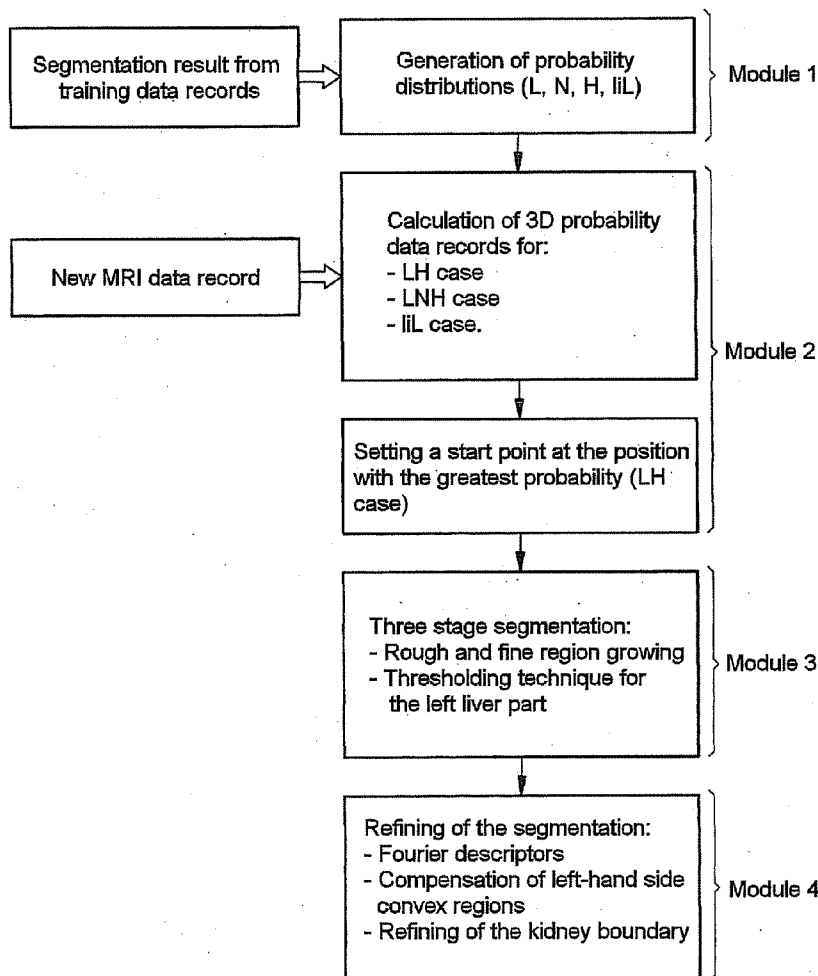 Segmentation result from
training data records
Generation of probability
distributions (L, N, H, liL)
Module 1
New MRI data record
Calculation of 3D probability
data records for:
- LH case
- LNH case
- liL case.
Module 2
Setting a start point at the position
with the greatest probability (LH
case)
Three stage segmentation:
- Rough and fine region growing
- Thresholding technique for
the left liver part
Module 3
Refining of the segmentation:
- Fourier descriptors
- Compensation of left-hand side
convex regions
- Refining of the kidney boundary
Module 4